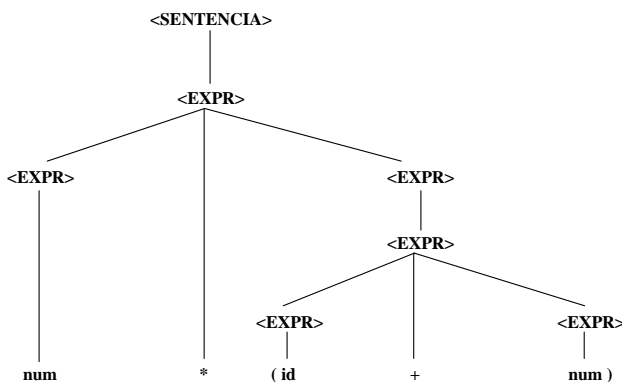 <SENTENCIA>
<EXPR>
<EXPR> <EXPR>
<EXPR>
<EXPR> <EXPR>
num * ( id + num )